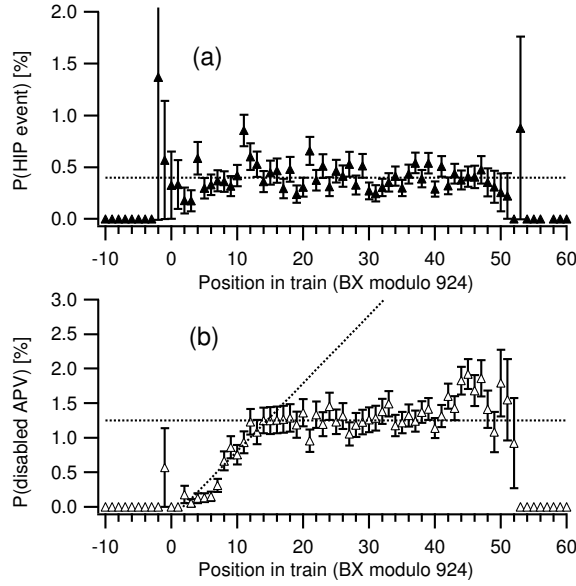 2.0
(a)
1.5
1.0
0.5
0.0
P(HIP event) [%]
-10 0 10 20 30 40 50 60
Position in train (BX modulo 924)
3.0
(b)
2.5
2.0
1.5
1.0
0.5
0.0
P(disabled APV) [%]
-10 0 10 20 30 40 50 60
Position in train (BX modulo 924)